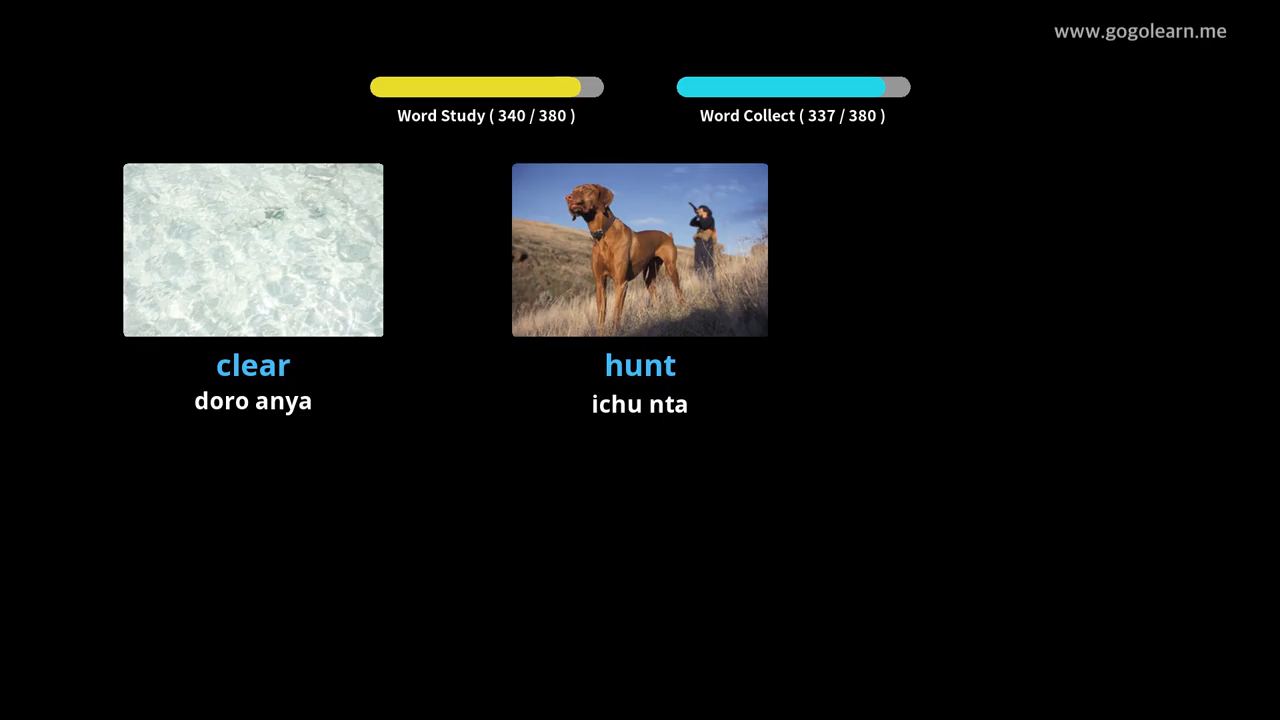 www.gogolearn.me
Word Study ( 340 / 380 )
Word Collect ( 337 / 380 )
clear
doro anya
hunt
ichu nta